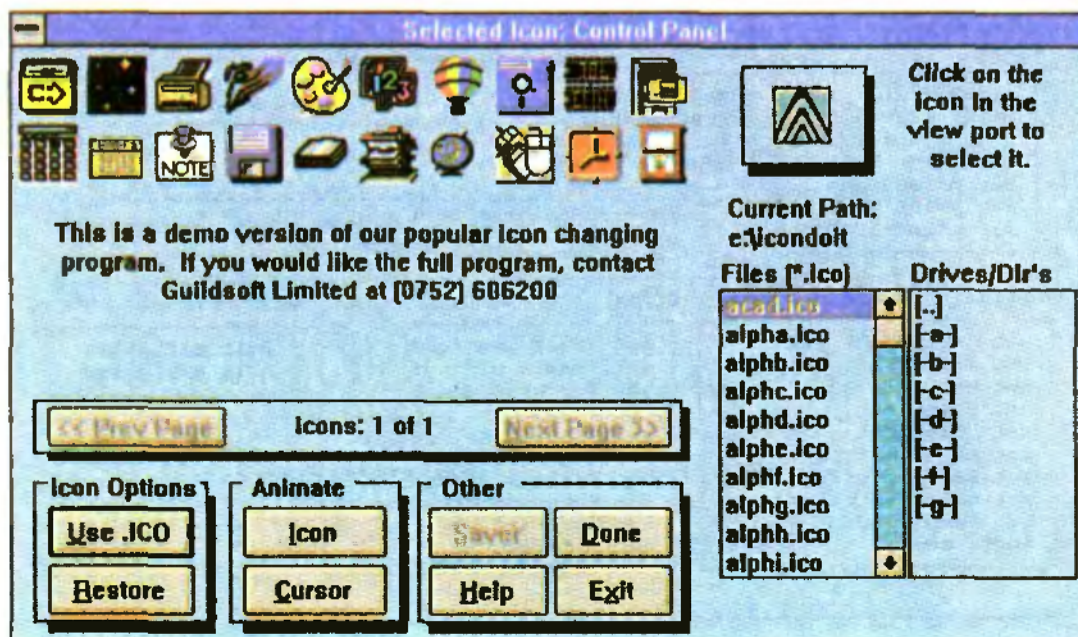 Selected Icon: Control Panel
NOTE
Click on the
icon in the
view port to
select it.
This is a demo version of our popular icon changing
program. If you would like the full program, contact
Guildsoft Limited at (0752) 606200
Current Path:
e:\icondoit
Files (*.ico)
Drives/Dir's
acad.ico
alpha.ico
alphb.ico
alphc.ico
alphd.ico
alphe.ico
alphf.ico
alphg.ico
alphh.ico
alphi.ico
[..]
[-a-]
[-b-]
[-c-]
[-d-]
[-e-]
[-f-]
[-g-]
<< Prev Page
Icons: 1 of 1
Next Page >>
Icon Options
Use .ICO
Restore
Animate
Icon
Cursor
Other
Saver
Done
Help
Exit